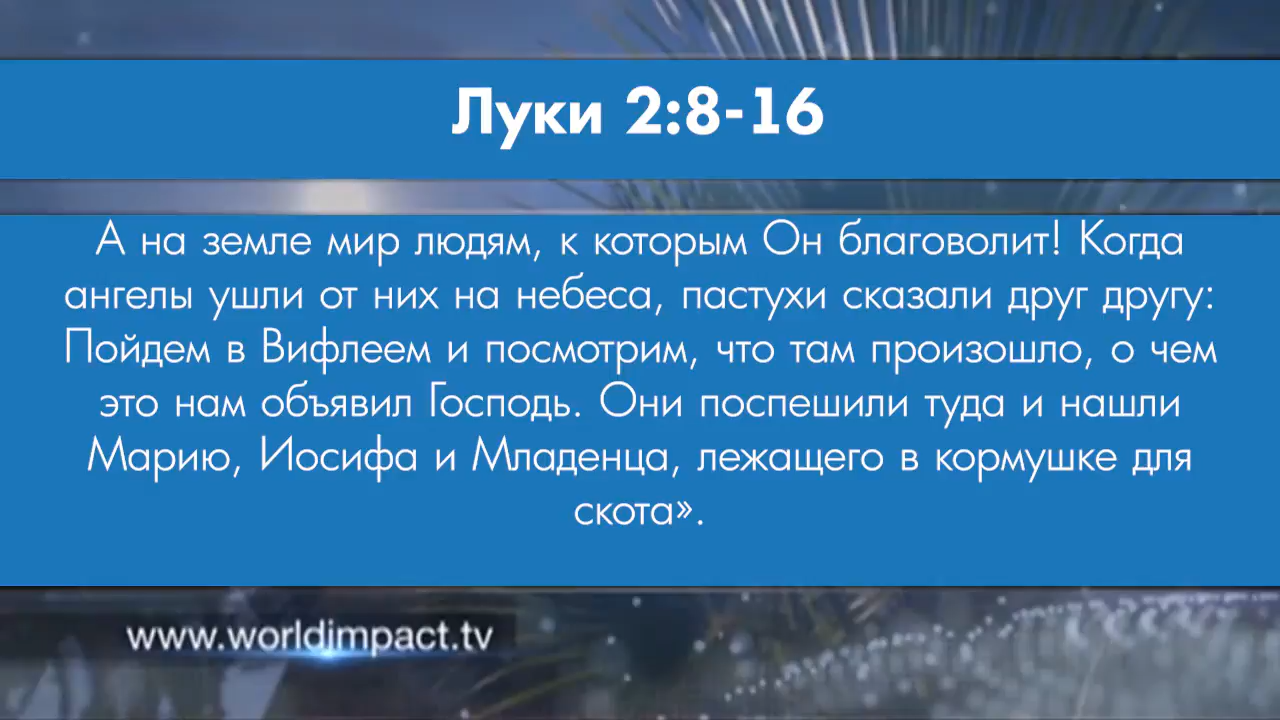 Луки 2:8-16
А на земле мир людям, к которым Он благоволит! Когда
ангелы ушли от них на небеса, пастухи сказали друг другу:
Пойдем в Вифлеем и посмотрим, что там произошло, о чем
это нам объявил Господь. Они поспешили туда и нашли
Марию, Иосифа и Младенца, лежащего в кормушке для
скота».
www.worldimpact.tv